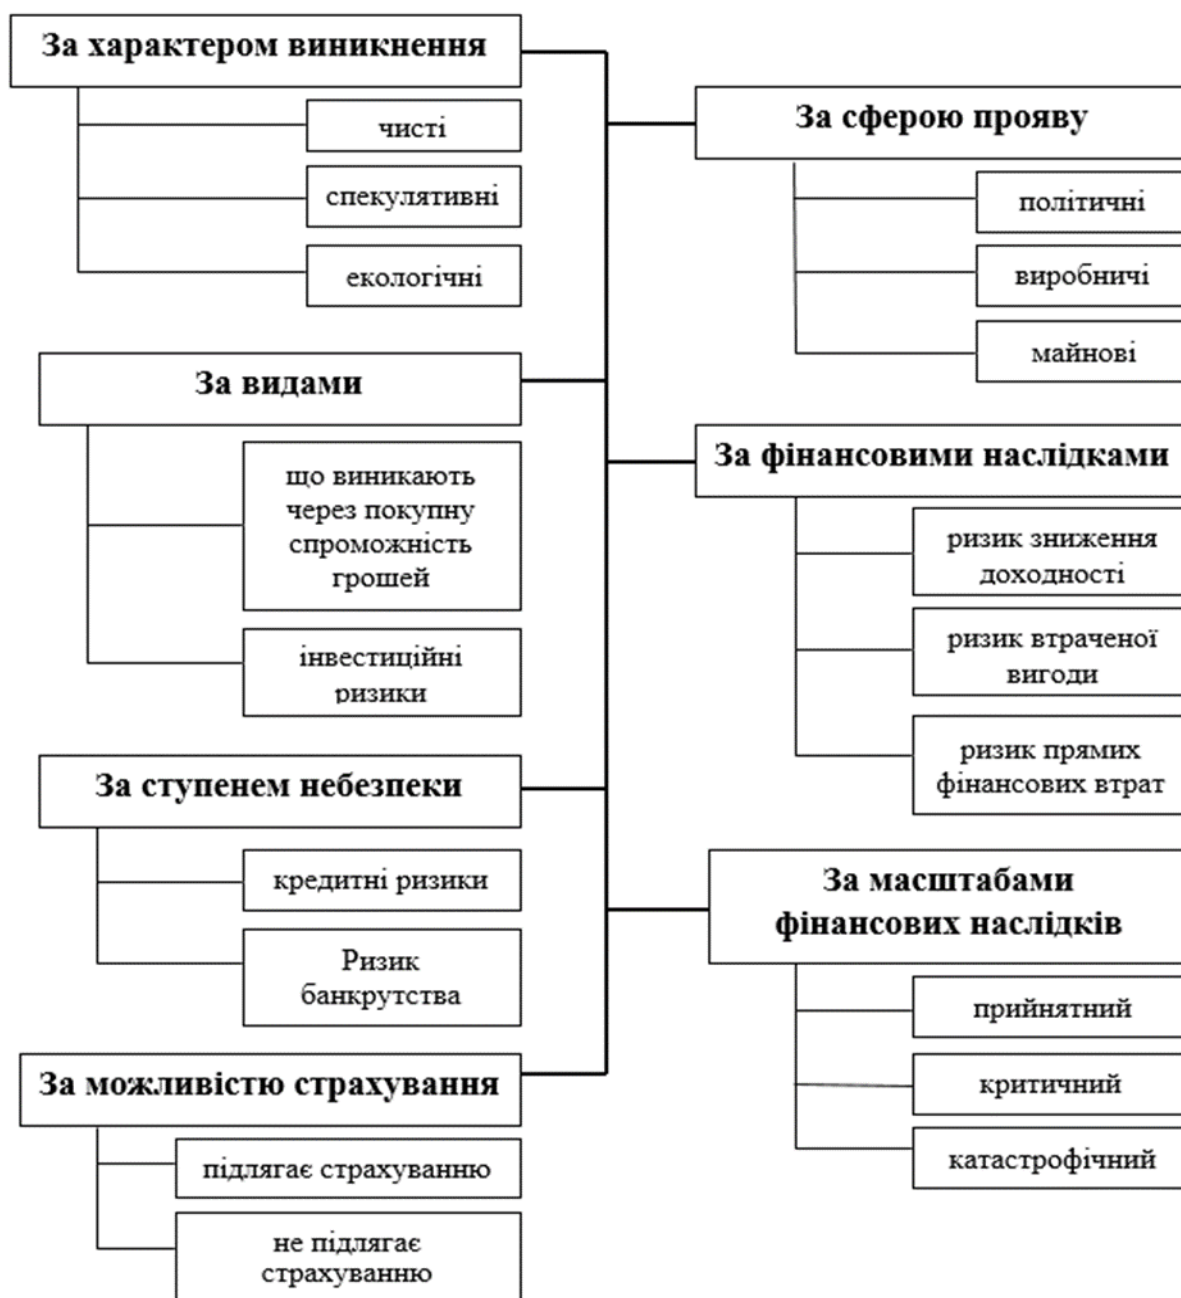 За характером виникнення
чисті
спекулятивні
екологічні
За видами
що виникають
через покупну
спроможність
грошей
інвестиційні
ризики
За ступенем небезпеки
кредитні ризики
Ризик
банкрутства
За можливістю страхування
підлягає страхуванню
не підлягає
страхуванню
За сферою прояву
політичні
виробничі
майнові
За фінансовими наслідками
ризик зниження
доходності
ризик втраченої
вигоди
ризик прямих
фінансових втрат
За масштабами
фінансових наслідків
прийнятний
критичний
катастрофічний